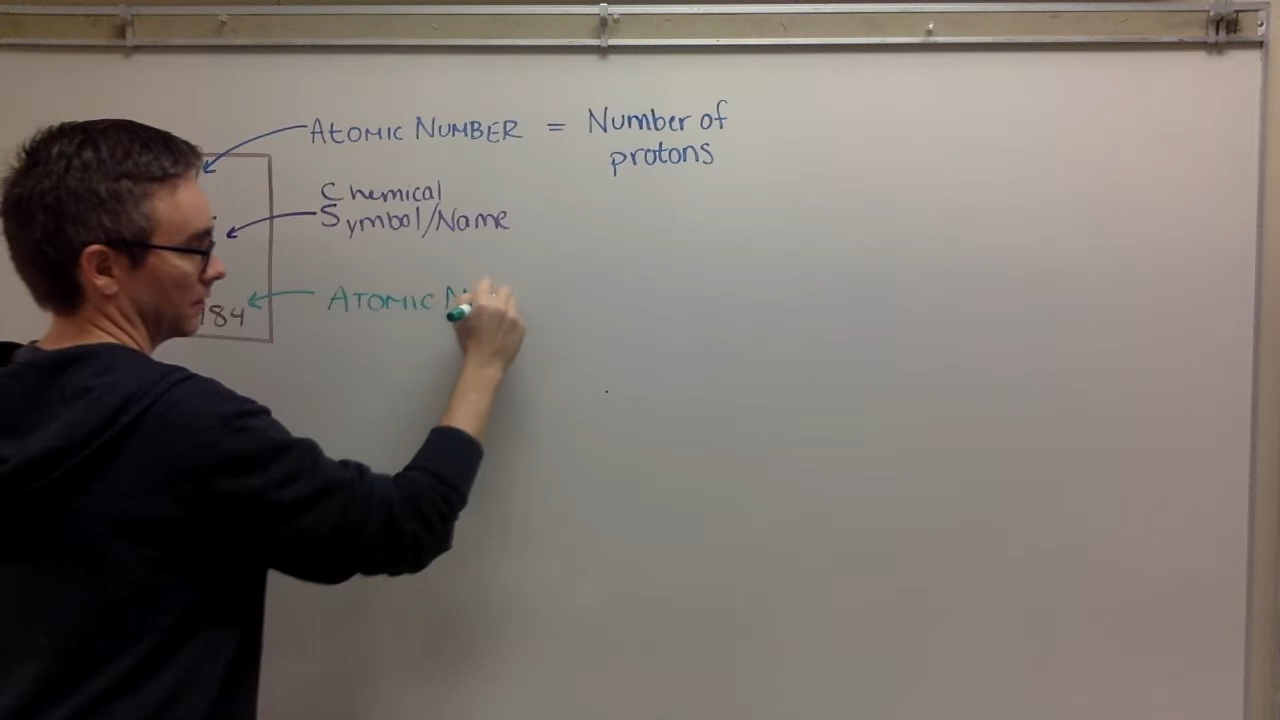 ATOMIC NUMBER = Number of
protons
Chemical
Symbol/Name
ATOMIC
184